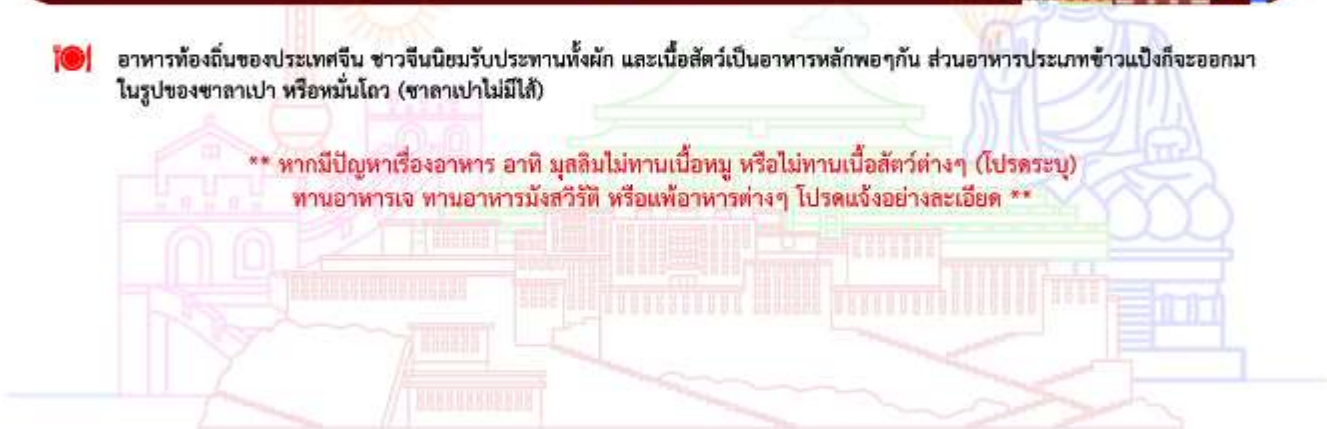 อาหารท้องถิ่นของประเทศจีน ชาวจีนนิยมรับประทานทั้งผัก และเนื้อสัตว์เป็นอาหารหลักพอๆกัน ส่วนอาหารประเภทข้าวแป้งก็จะออกมา
ในรูปของซาลาเปา หรือหมั่นโถว (ซาลาเปาไม่มีไส้)
** หากมีปัญหาเรื่องอาหาร อาทิ มุสลิมไม่ทานเนื้อหมู หรือไม่ทานเนื้อสัตว์ต่างๆ (โปรดระบุ)
ทานอาหารเจ ทานอาหารมังสวิรัติ หรือแพ้อาหารต่างๆ โปรดแจ้งอย่างละเอียด **